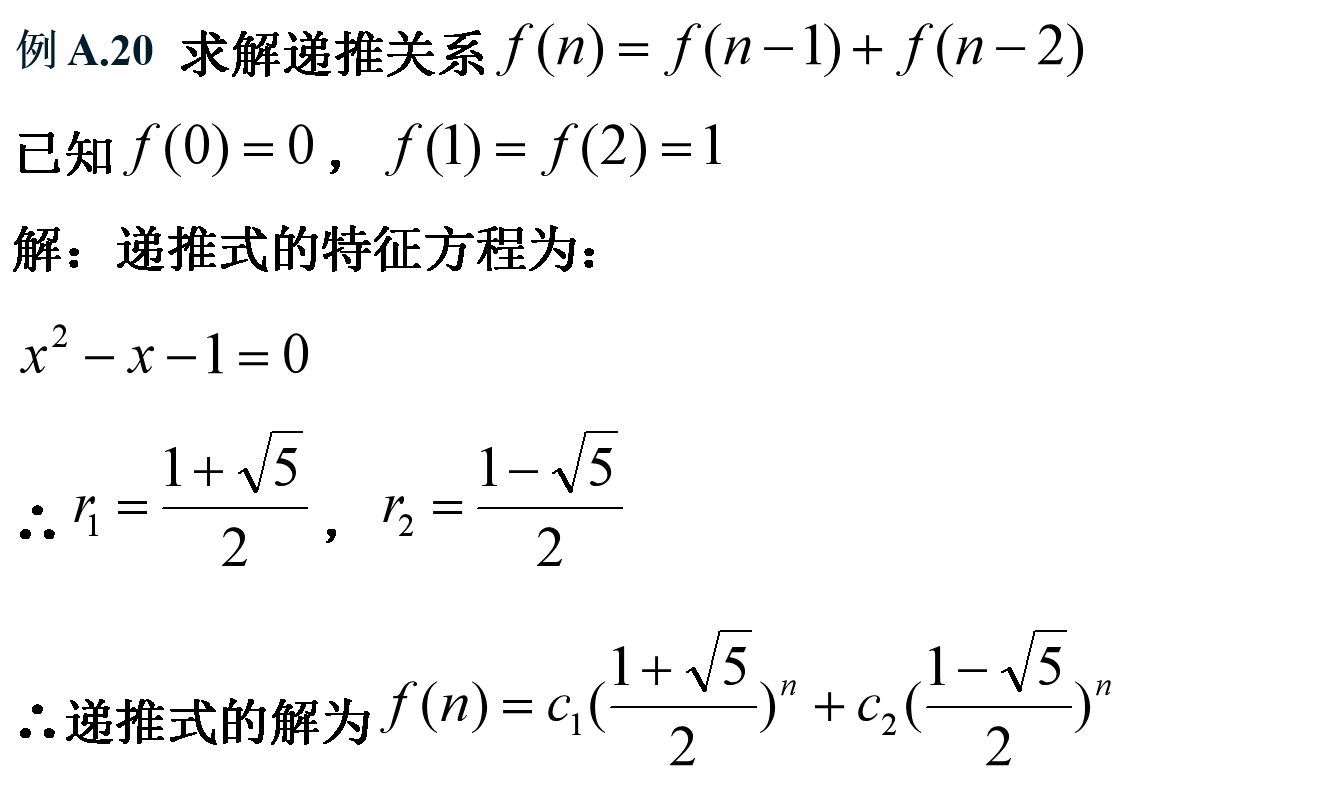 例 A.20 求解递推关系 f(n) = f(n−1) + f(n−2)
已知 f(0) = 0， f(1) = f(2) = 1
解：递推式的特征方程为：
x² − x − 1 = 0
∴ r₁ = (1+√5)/2， r₂ = (1−√5)/2
∴递推式的解为 f(n) = c₁((1+√5)/2)ⁿ + c₂((1−√5)/2)ⁿ